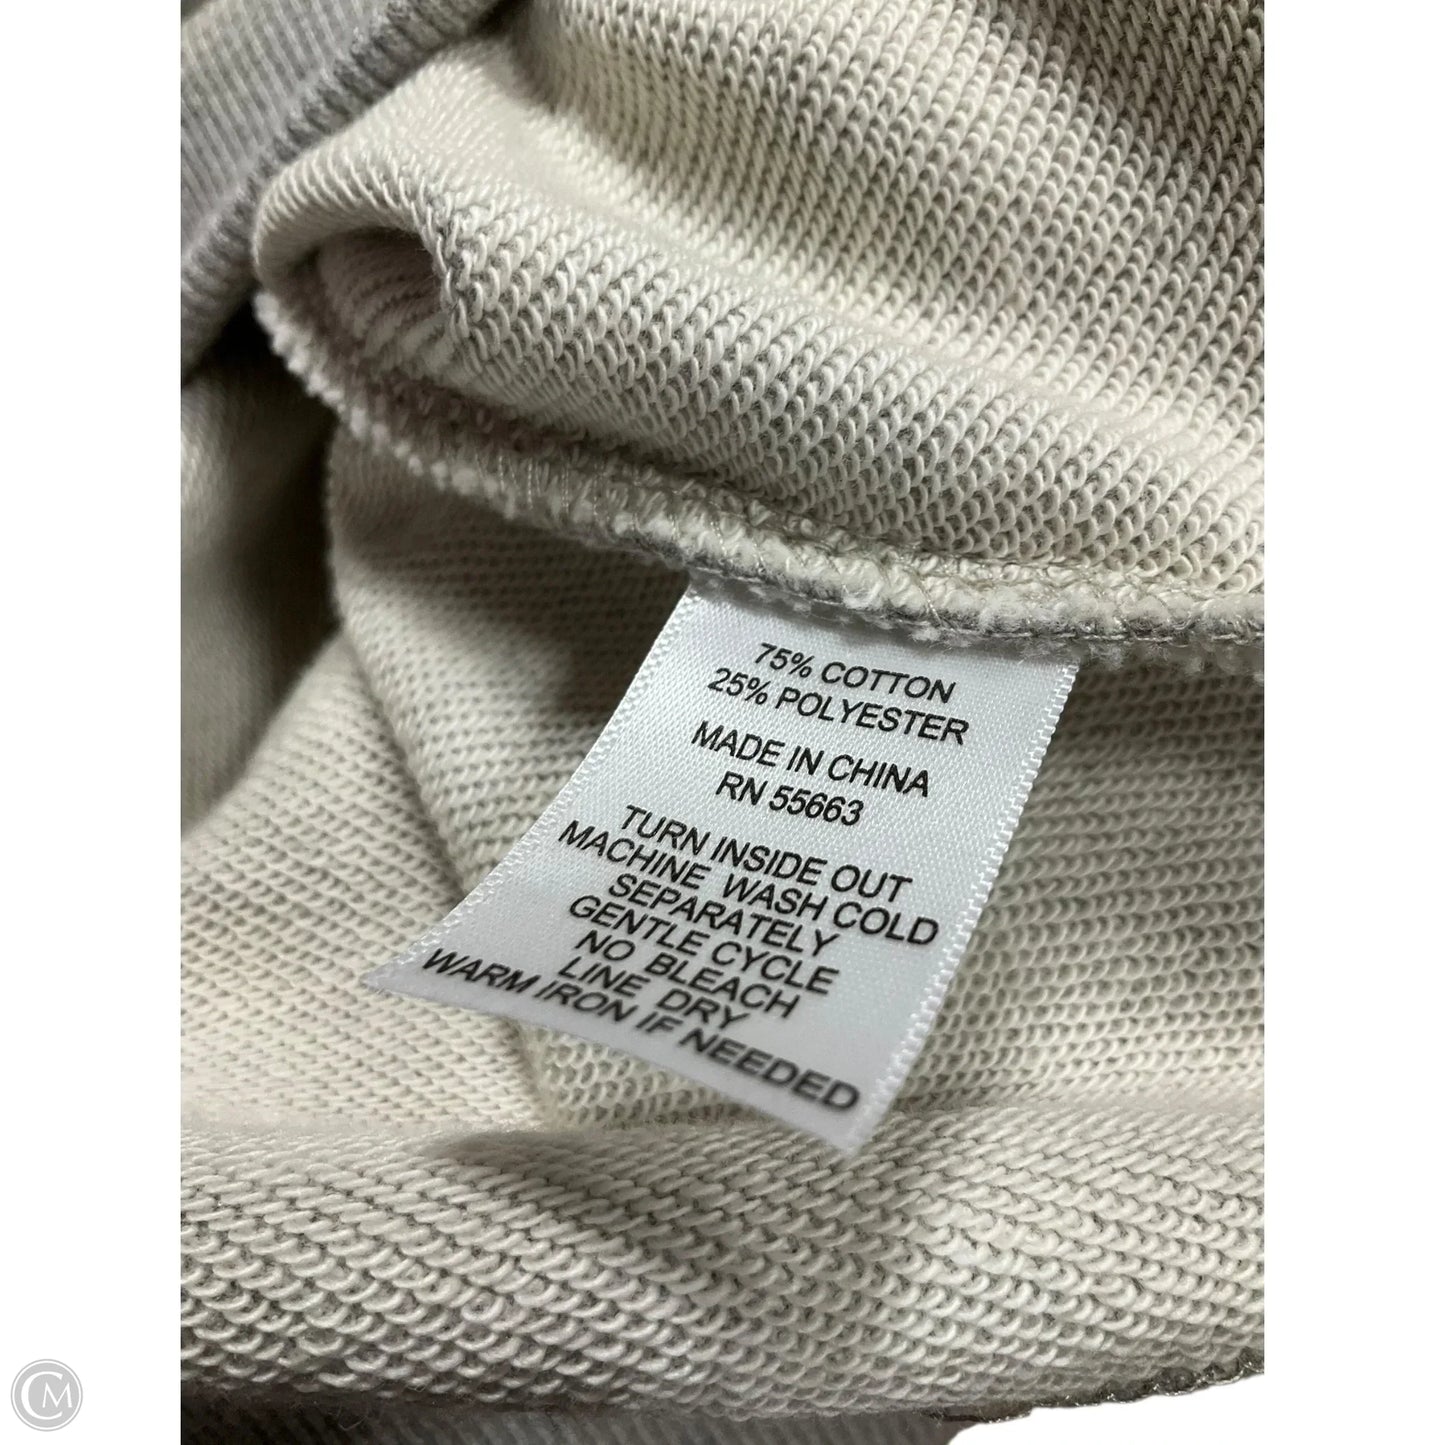 75% COTTON
25% POLYESTER
MADE IN CHINA
RN 55663
TURN INSIDE OUT
MACHINE WASH COLD
SEPARATELY
GENTLE CYCLE
NO BLEACH
LINE DRY
WARM IRON IF NEEDED
CM